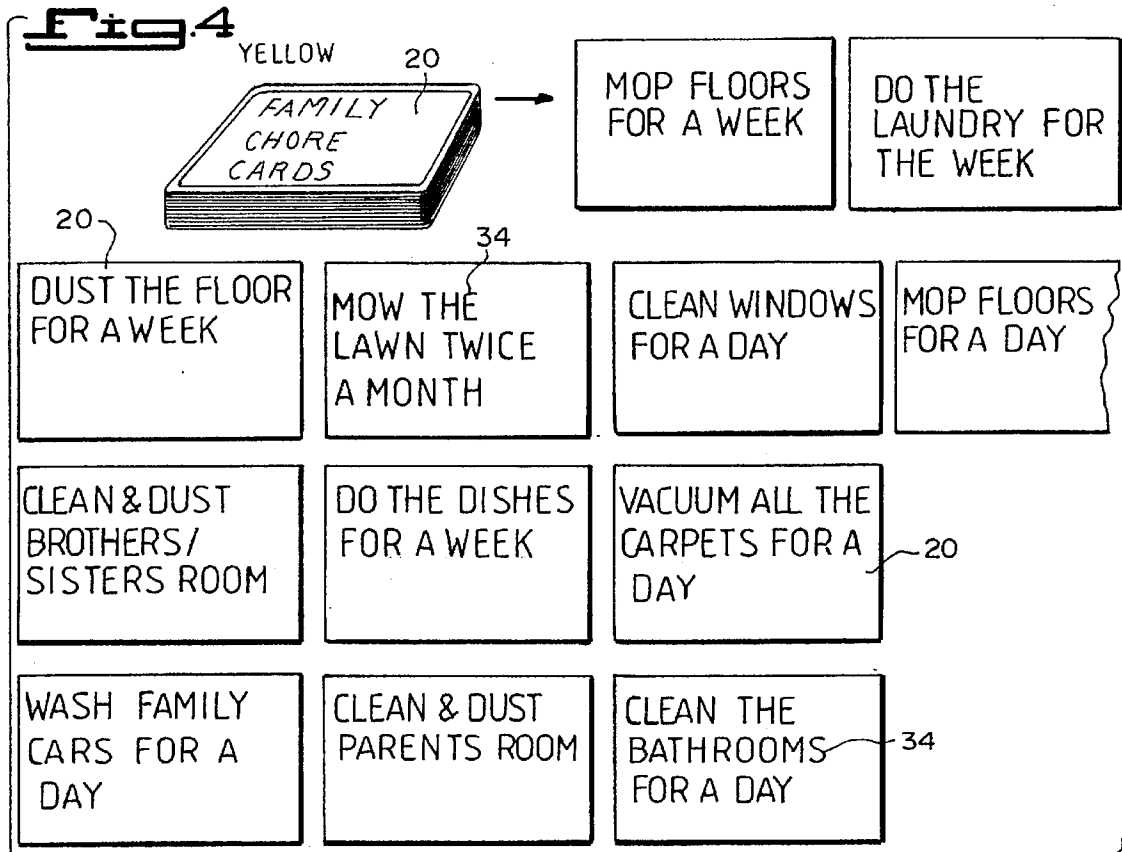 Fig. 4
YELLOW
20
FAMILY
CHORE
CARDS
MOP FLOORS
FOR A WEEK
DO THE
LAUNDRY FOR
THE WEEK
20
DUST THE FLOOR
FOR A WEEK
34
MOW THE
LAWN TWICE
A MONTH
CLEAN WINDOWS
FOR A DAY
MOP FLOORS
FOR A DAY
CLEAN & DUST
BROTHERS/
SISTERS ROOM
DO THE DISHES
FOR A WEEK
VACUUM ALL THE
CARPETS FOR A
DAY
20
WASH FAMILY
CARS FOR A
DAY
CLEAN & DUST
PARENTS ROOM
CLEAN THE
BATHROOMS
FOR A DAY
34